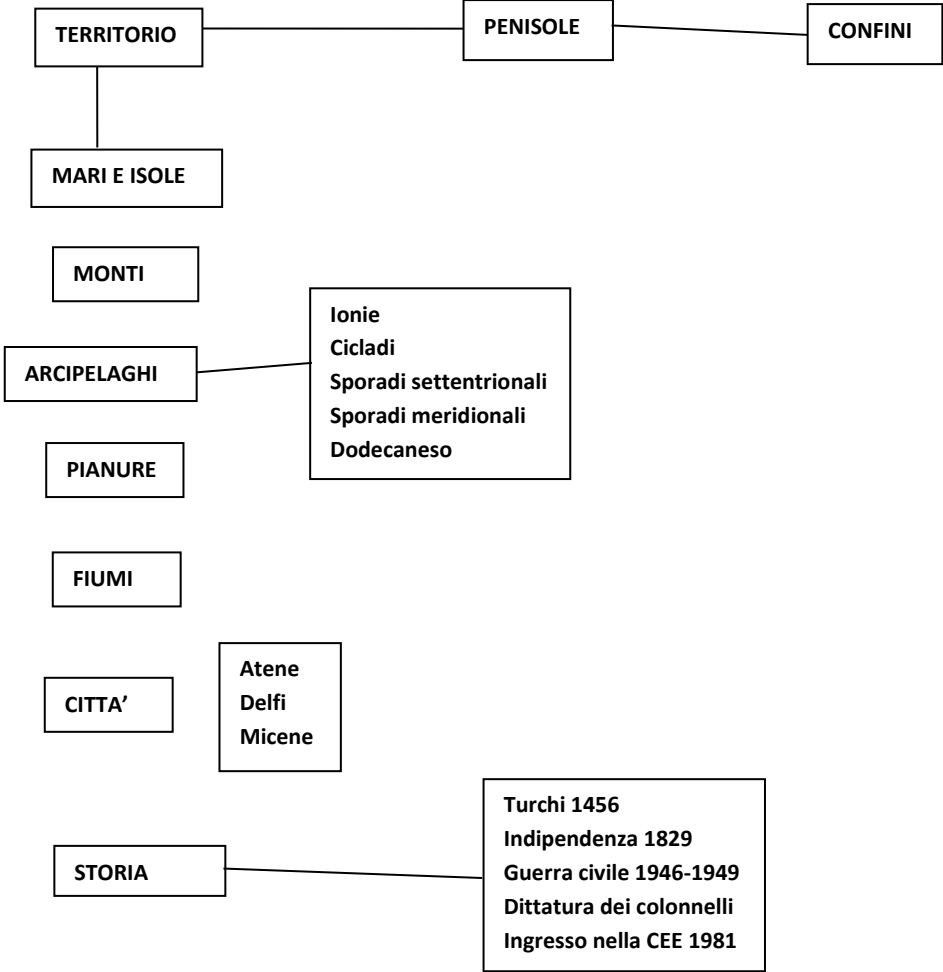 TERRITORIO
PENISOLE
CONFINI
MARI E ISOLE
MONTI
ARCIPELAGHI
Ionie
Cicladi
Sporadi settentrionali
Sporadi meridionali
Dodecaneso
PIANURE
FIUMI
CITTA’
Atene
Delfi
Micene
STORIA
Turchi 1456
Indipendenza 1829
Guerra civile 1946-1949
Dittatura dei colonnelli
Ingresso nella CEE 1981